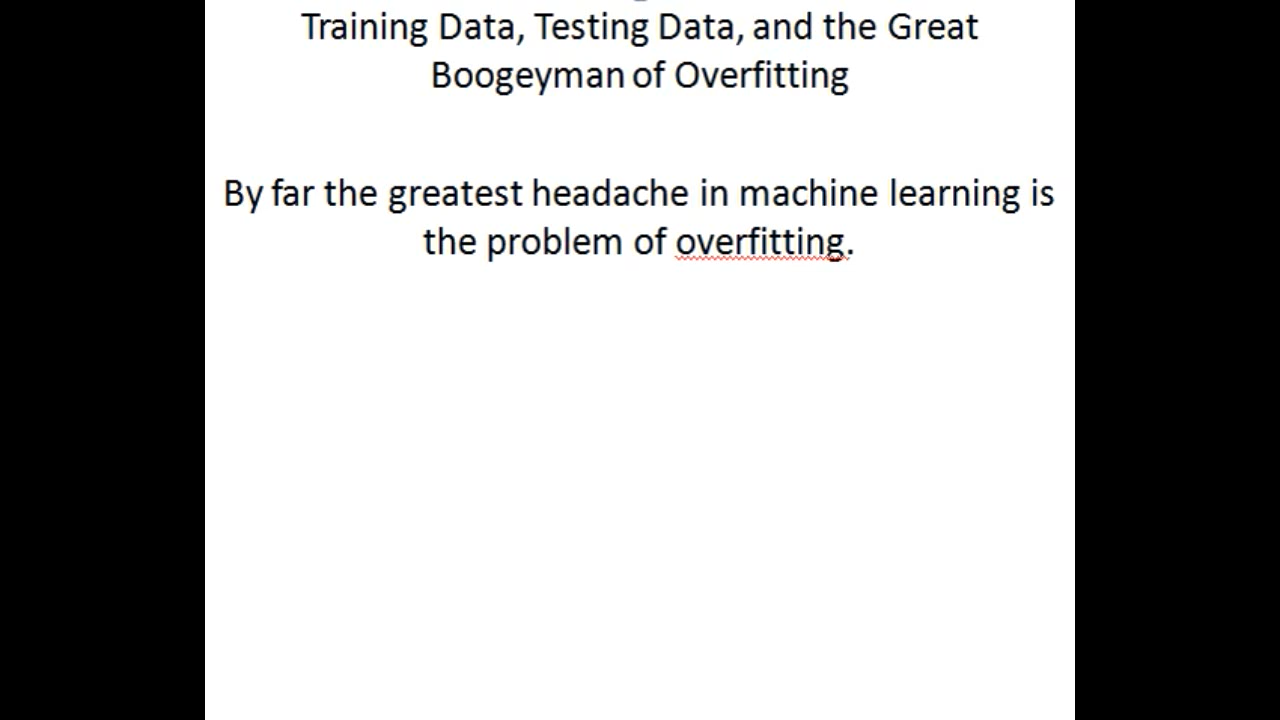 Training Data, Testing Data, and the Great
Boogeyman of Overfitting
By far the greatest headache in machine learning is
the problem of overfitting.